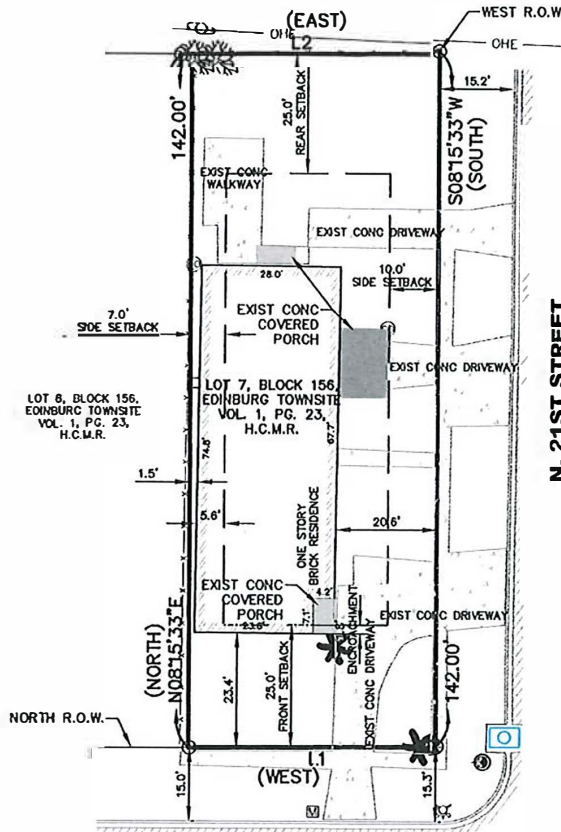 (EAST)
WEST R.O.W
OHE
L2
OHE
15.2'
142.00'
25.0'
REAR SETBACK
S08°15'33"W
(SOUTH)
EXIST CONC
WALKWAY
EXIST CONC DRIVEWAY
28.0'
10.0'
SIDE SETBACK
EXIST CONC
COVERED
PORCH
7.0'
SIDE SETBACK
EXIST CONC DRIVEWAY
N. 21ST STREET
LOT 7, BLOCK 156,
EDINBURG TOWNSITE
VOL. 1, PG. 23,
H.C.M.R.
LOT 8, BLOCK 156,
EDINBURG TOWNSITE
VOL. 1, PG. 23,
H.C.M.R.
74.8'
67.7'
1.5'
5.6'
20.6'
ONE STORY
BRICK RESIDENCE
EXIST CONC
COVERED
PORCH
4.2'
7.1'
23.6'
ENCROACHMENT
EXIST CONC DRIVEWAY
EXIST CONC DRIVEWAY
(NORTH)
N08°15'33"E
23.4'
25.0'
FRONT SETBACK
142.00'
NORTH R.O.W.
L1
(WEST)
15.0'
15.3'